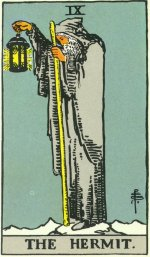 IX
THE HERMIT.